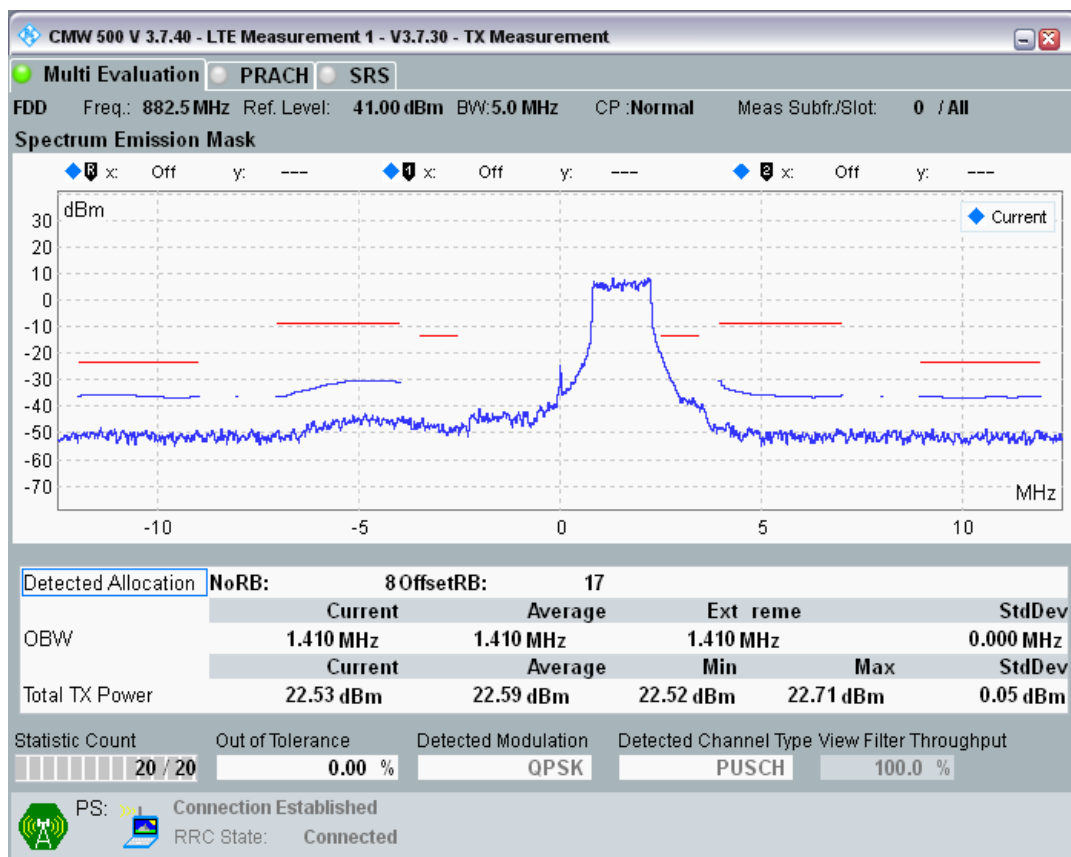 CMW 500 V 3.7.40 - LTE Measurement 1 - V3.7.30 - TX Measurement
Multi Evaluation PRACH SRS
FDD Freq.: 882.5 MHz Ref. Level: 41.00 dBm BW:5.0 MHz CP :Normal Meas Subfr./Slot: 0 / All
Spectrum Emission Mask
R x: Off y: --- 1 x: Off y: --- 2 x: Off y: ---
dBm
Current
30
20
10
0
-10
-20
-30
-40
-50
-60
-70
MHz
-10 -5 0 5 10
Detected Allocation NoRB: 8 OffsetRB: 17
Current Average Ext reme StdDev
OBW 1.410 MHz 1.410 MHz 1.410 MHz 0.000 MHz
Current Average Min Max StdDev
Total TX Power 22.53 dBm 22.59 dBm 22.52 dBm 22.71 dBm 0.05 dBm
Statistic Count Out of Tolerance Detected Modulation Detected Channel Type View Filter Throughput
20 / 20 0.00 % QPSK PUSCH 100.0 %
PS: Connection Established
RRC State: Connected